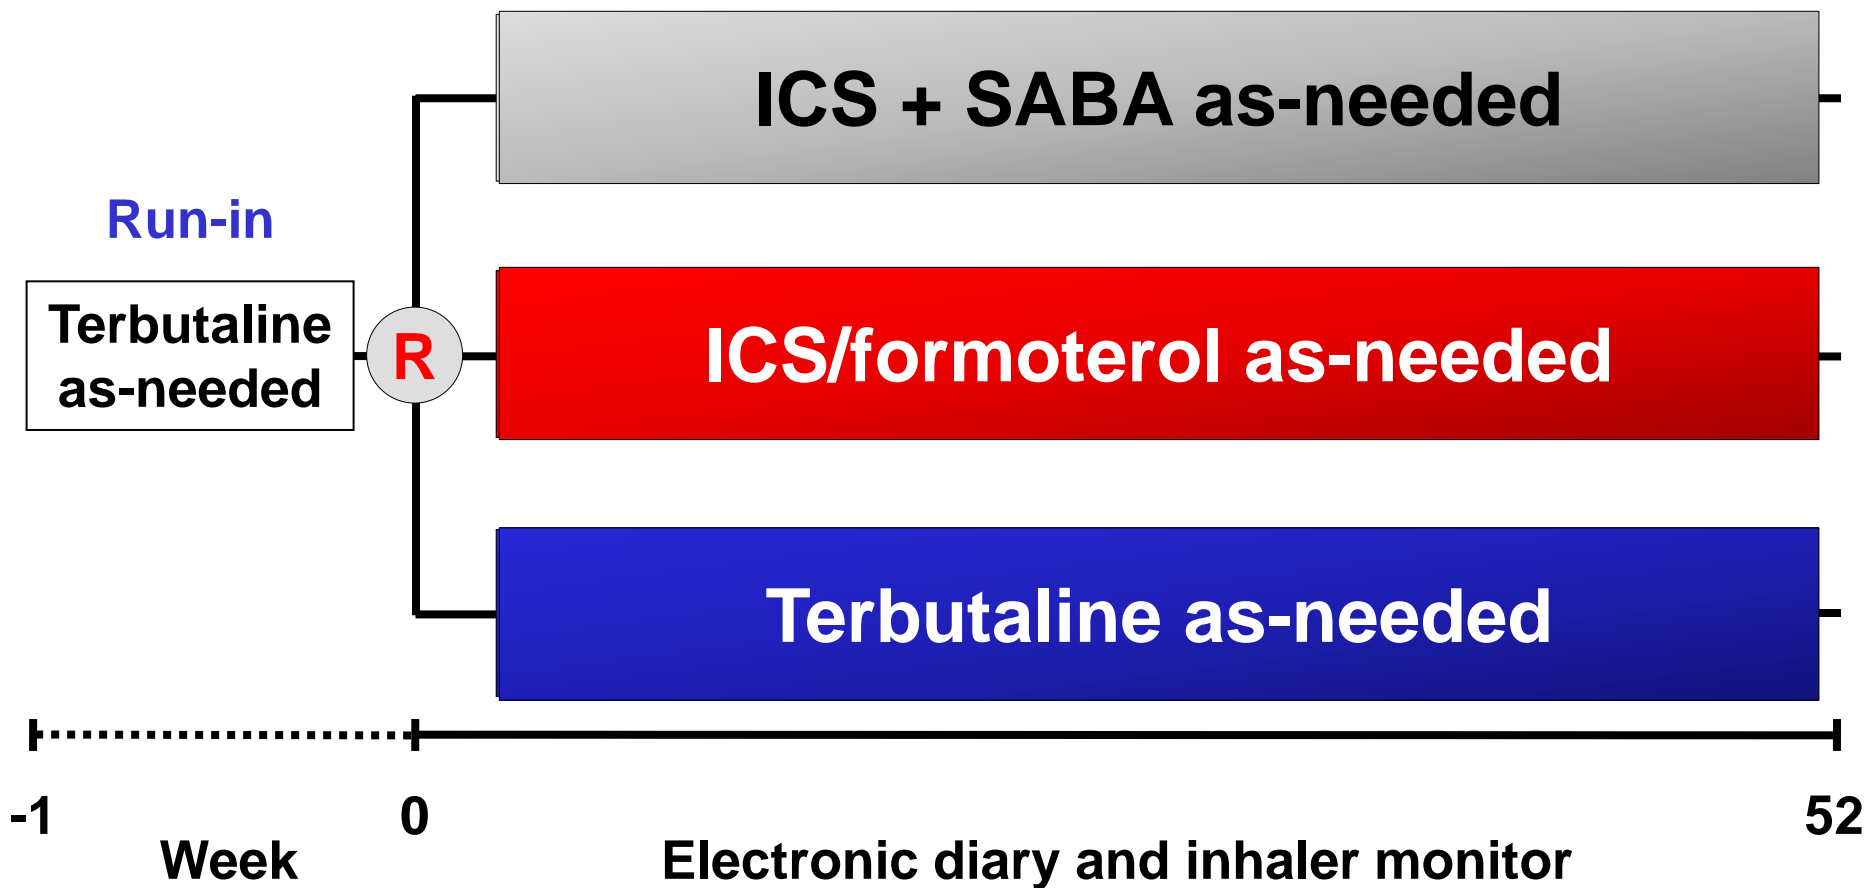 ICS + SABA as-needed
Run-in
Terbutaline
as-needed
R
ICS/formoterol as-needed
Terbutaline as-needed
-1
0
52
Week
Electronic diary and inhaler monitor